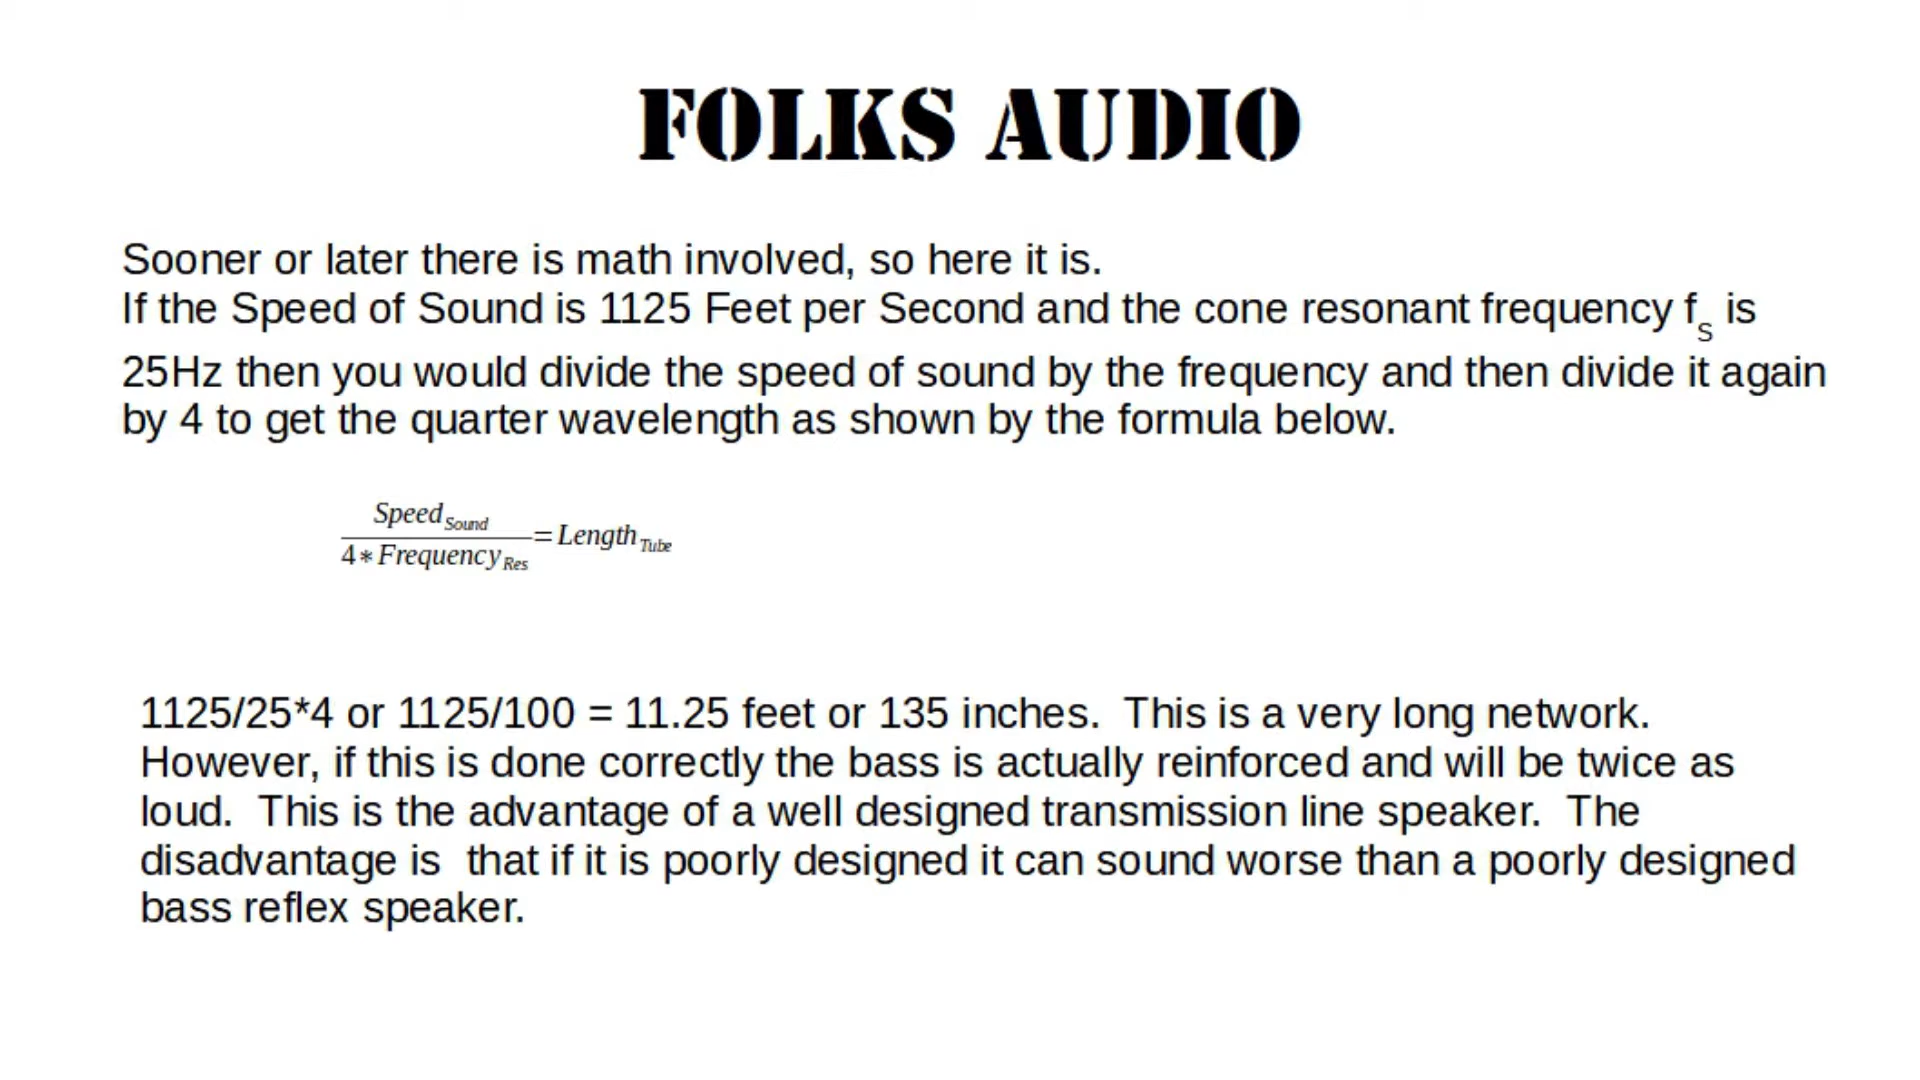 FOLKS AUDIO
Sooner or later there is math involved, so here it is.
If the Speed of Sound is 1125 Feet per Second and the cone resonant frequency fS is
25Hz then you would divide the speed of sound by the frequency and then divide it again
by 4 to get the quarter wavelength as shown by the formula below.
Speed Sound
4∗Frequency Res
=Length Tube
1125/25*4 or 1125/100 = 11.25 feet or 135 inches.  This is a very long network.
However, if this is done correctly the bass is actually reinforced and will be twice as
loud.  This is the advantage of a well designed transmission line speaker.  The
disadvantage is  that if it is poorly designed it can sound worse than a poorly designed
bass reflex speaker.